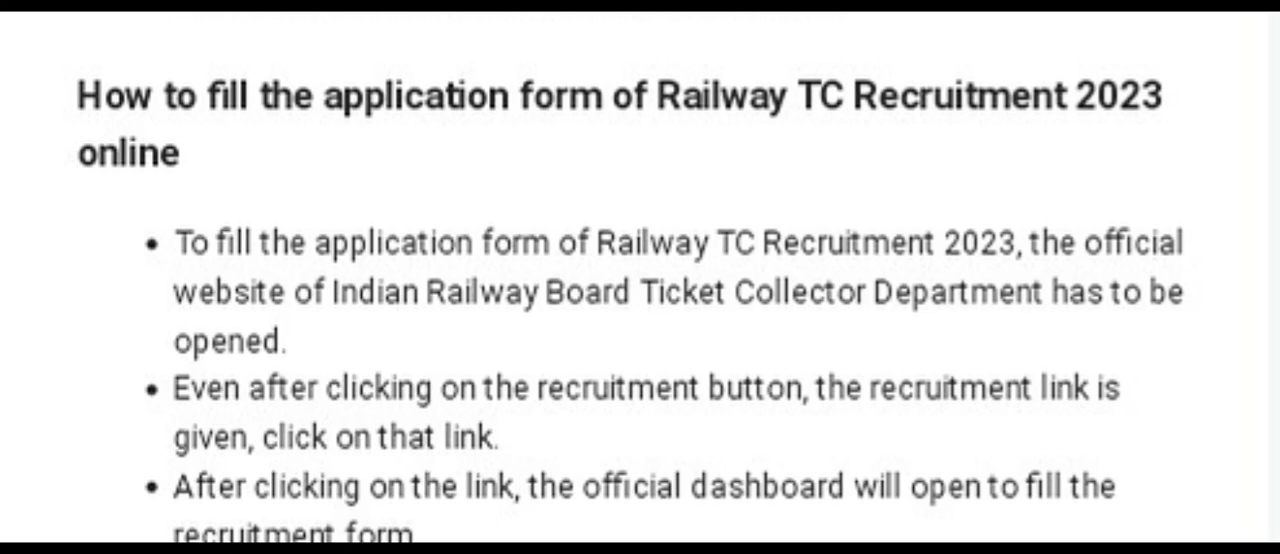 How to fill the application form of Railway TC Recruitment 2023
online
• To fill the application form of Railway TC Recruitment 2023, the official
website of Indian Railway Board Ticket Collector Department has to be
opened.
• Even after clicking on the recruitment button, the recruitment link is
given, click on that link.
• After clicking on the link, the official dashboard will open to fill the
recruitment form